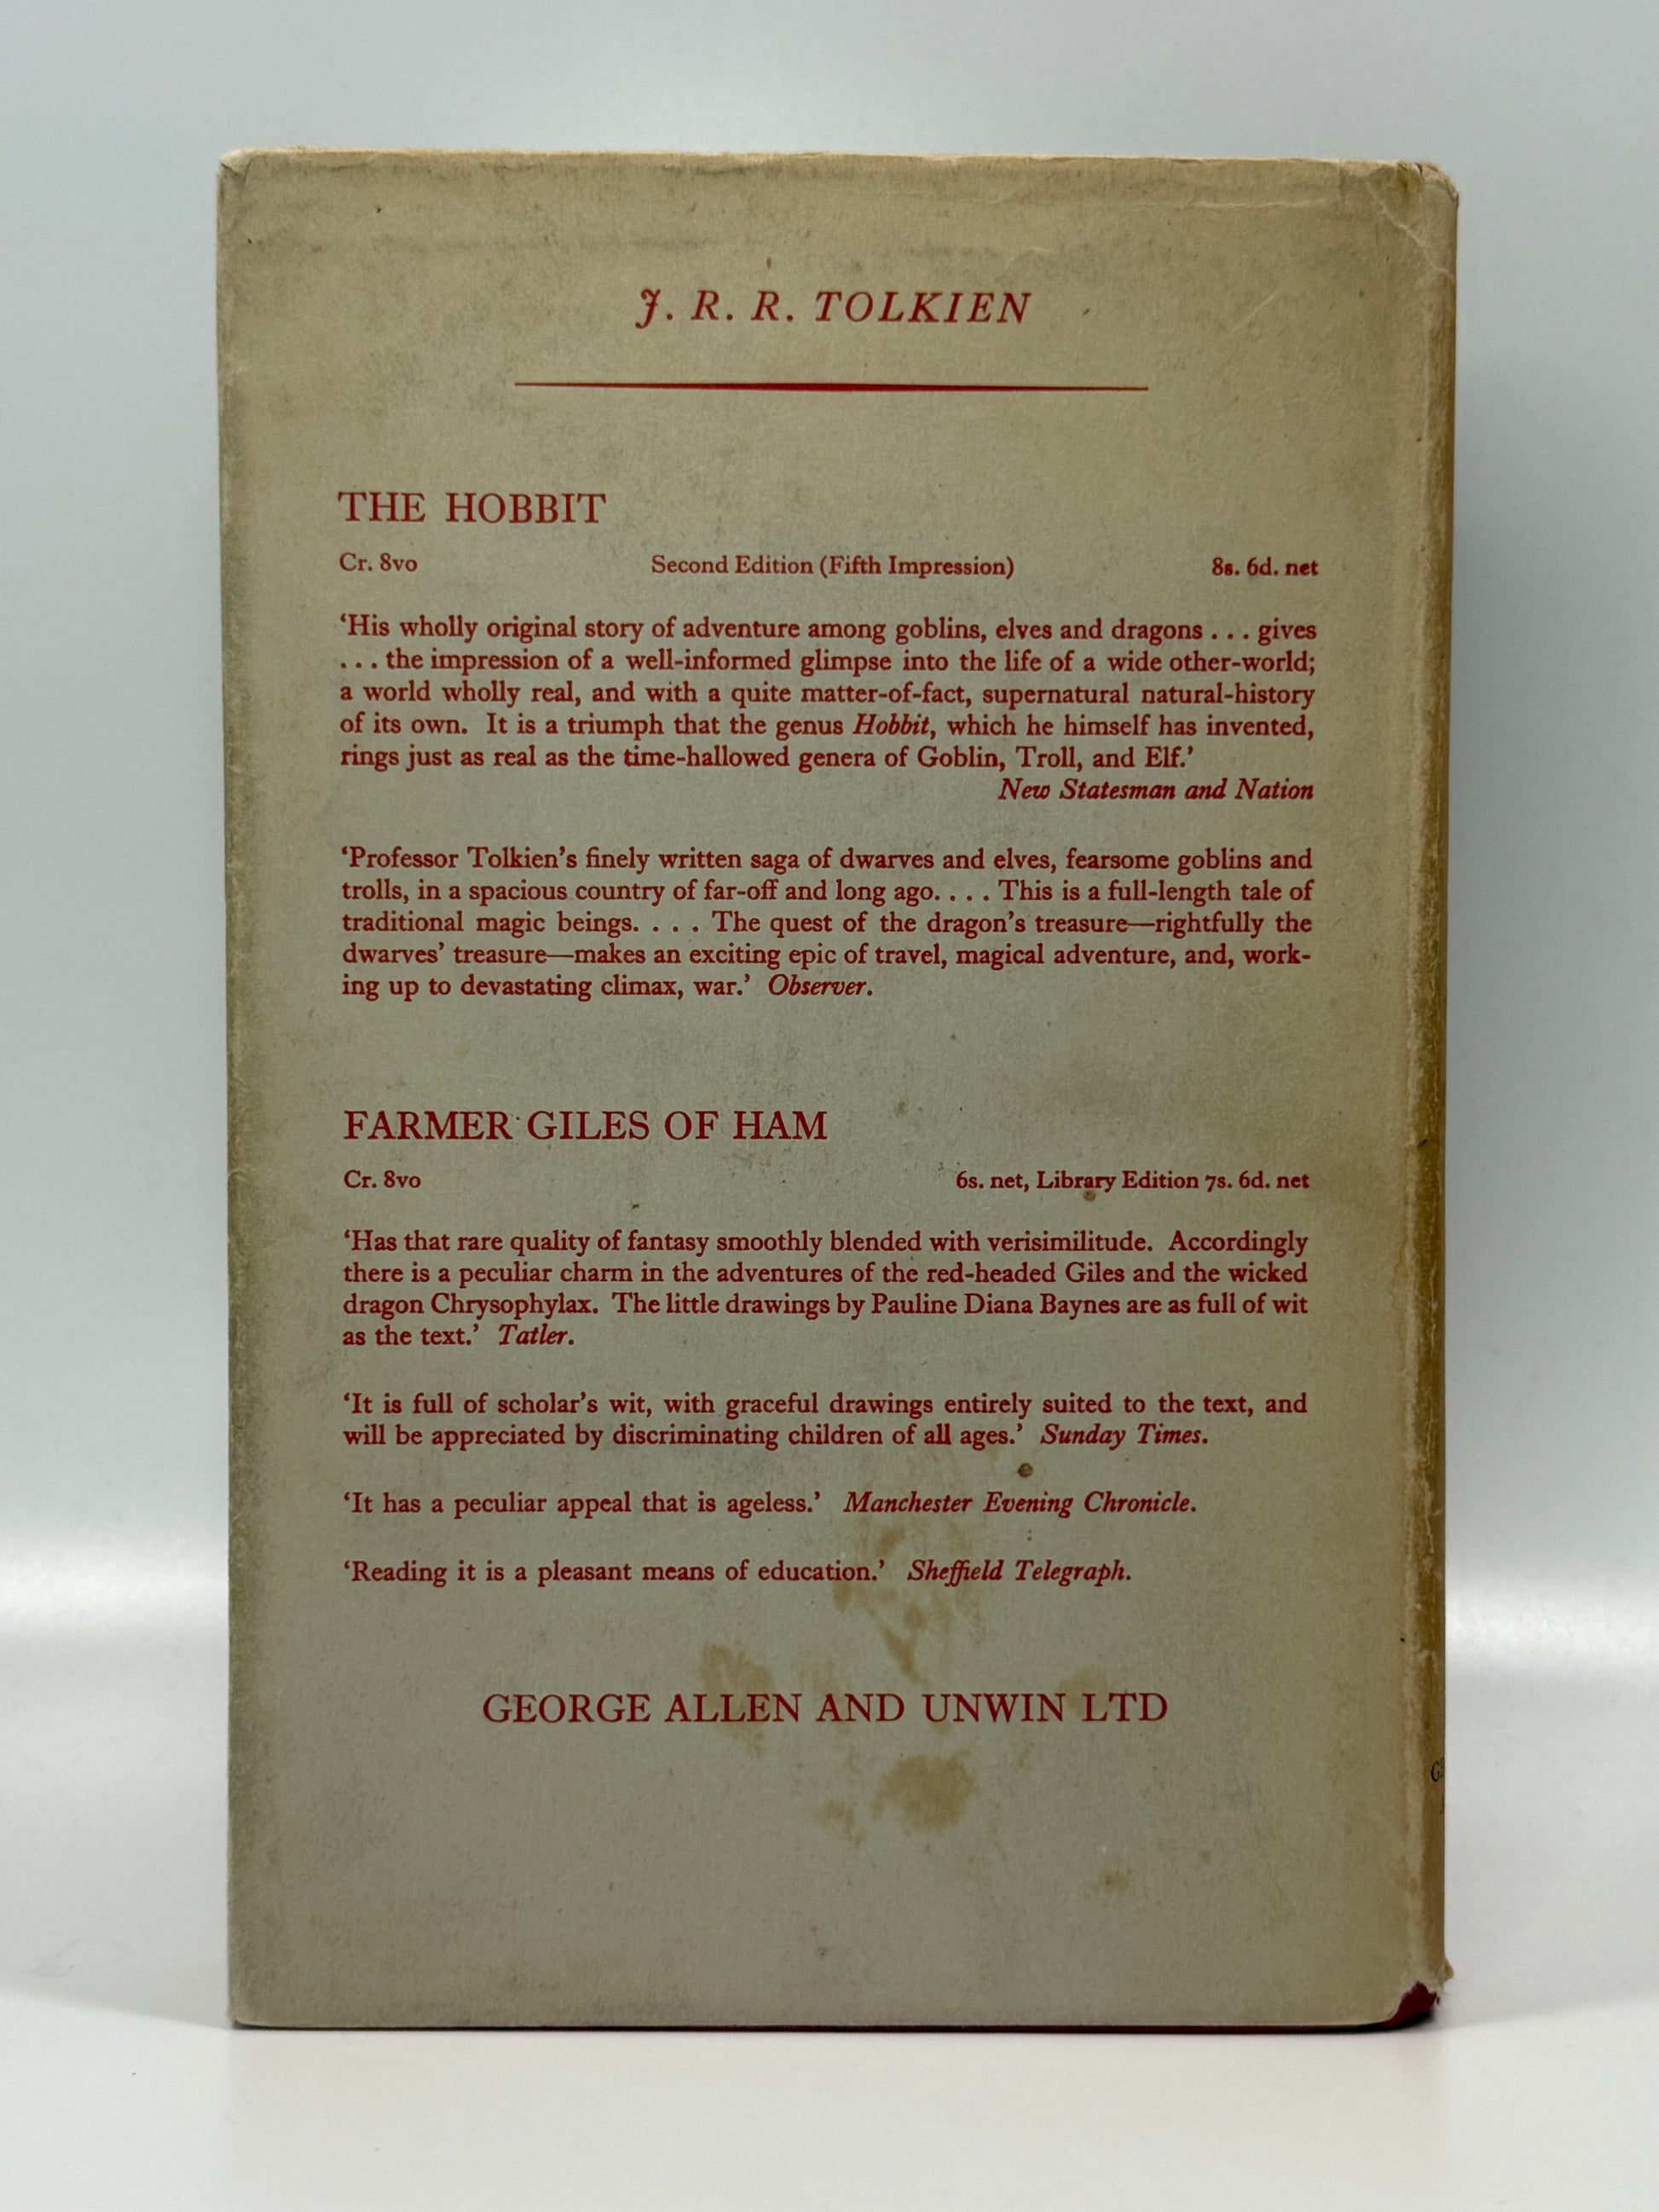 J. R. R. TOLKIEN
THE HOBBIT
Cr. 8vo Second Edition (Fifth Impression) 8s. 6d. net
‘His wholly original story of adventure among goblins, elves and dragons . . . gives
. . . the impression of a well-informed glimpse into the life of a wide other-world;
a world wholly real, and with a quite matter-of-fact, supernatural natural-history
of its own. It is a triumph that the genus Hobbit, which he himself has invented,
rings just as real as the time-hallowed genera of Goblin, Troll, and Elf.’
New Statesman and Nation
‘Professor Tolkien’s finely written saga of dwarves and elves, fearsome goblins and
trolls, in a spacious country of far-off and long ago. . . . This is a full-length tale of
traditional magic beings. . . . The quest of the dragon’s treasure—rightfully the
dwarves’ treasure—makes an exciting epic of travel, magical adventure, and, work-
ing up to devastating climax, war.’ Observer.
FARMER GILES OF HAM
Cr. 8vo 6s. net, Library Edition 7s. 6d. net
‘Has that rare quality of fantasy smoothly blended with verisimilitude. Accordingly
there is a peculiar charm in the adventures of the red-headed Giles and the wicked
dragon Chrysophylax. The little drawings by Pauline Diana Baynes are as full of wit
as the text.’ Tatler.
‘It is full of scholar’s wit, with graceful drawings entirely suited to the text, and
will be appreciated by discriminating children of all ages.’ Sunday Times.
‘It has a peculiar appeal that is ageless.’ Manchester Evening Chronicle.
‘Reading it is a pleasant means of education.’ Sheffield Telegraph.
GEORGE ALLEN AND UNWIN LTD